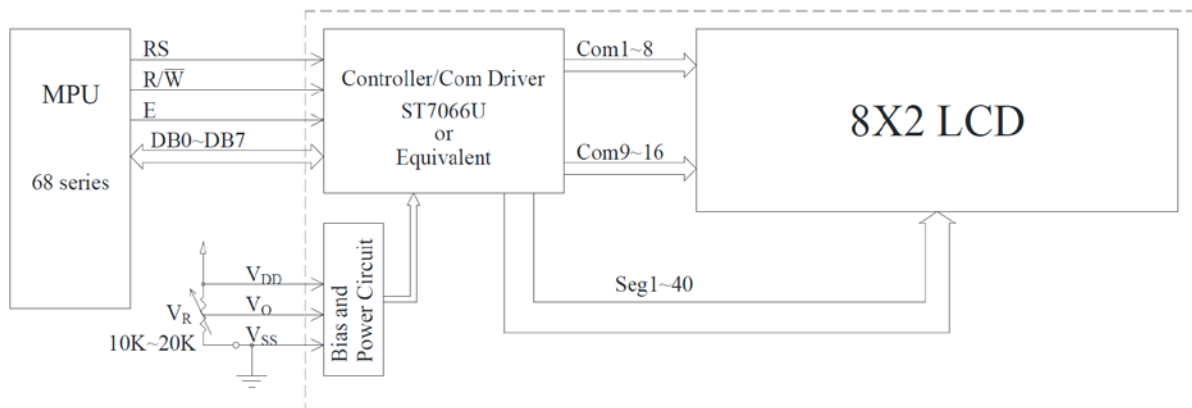 MPU
68 series
RS
R/W̅
E
DB0~DB7
Controller/Com Driver
ST7066U
or
Equivalent
Com1~8
Com9~16
8X2 LCD
Seg1~40
VDD
VO
VSS
VR
10K~20K
Bias and
Power Circuit